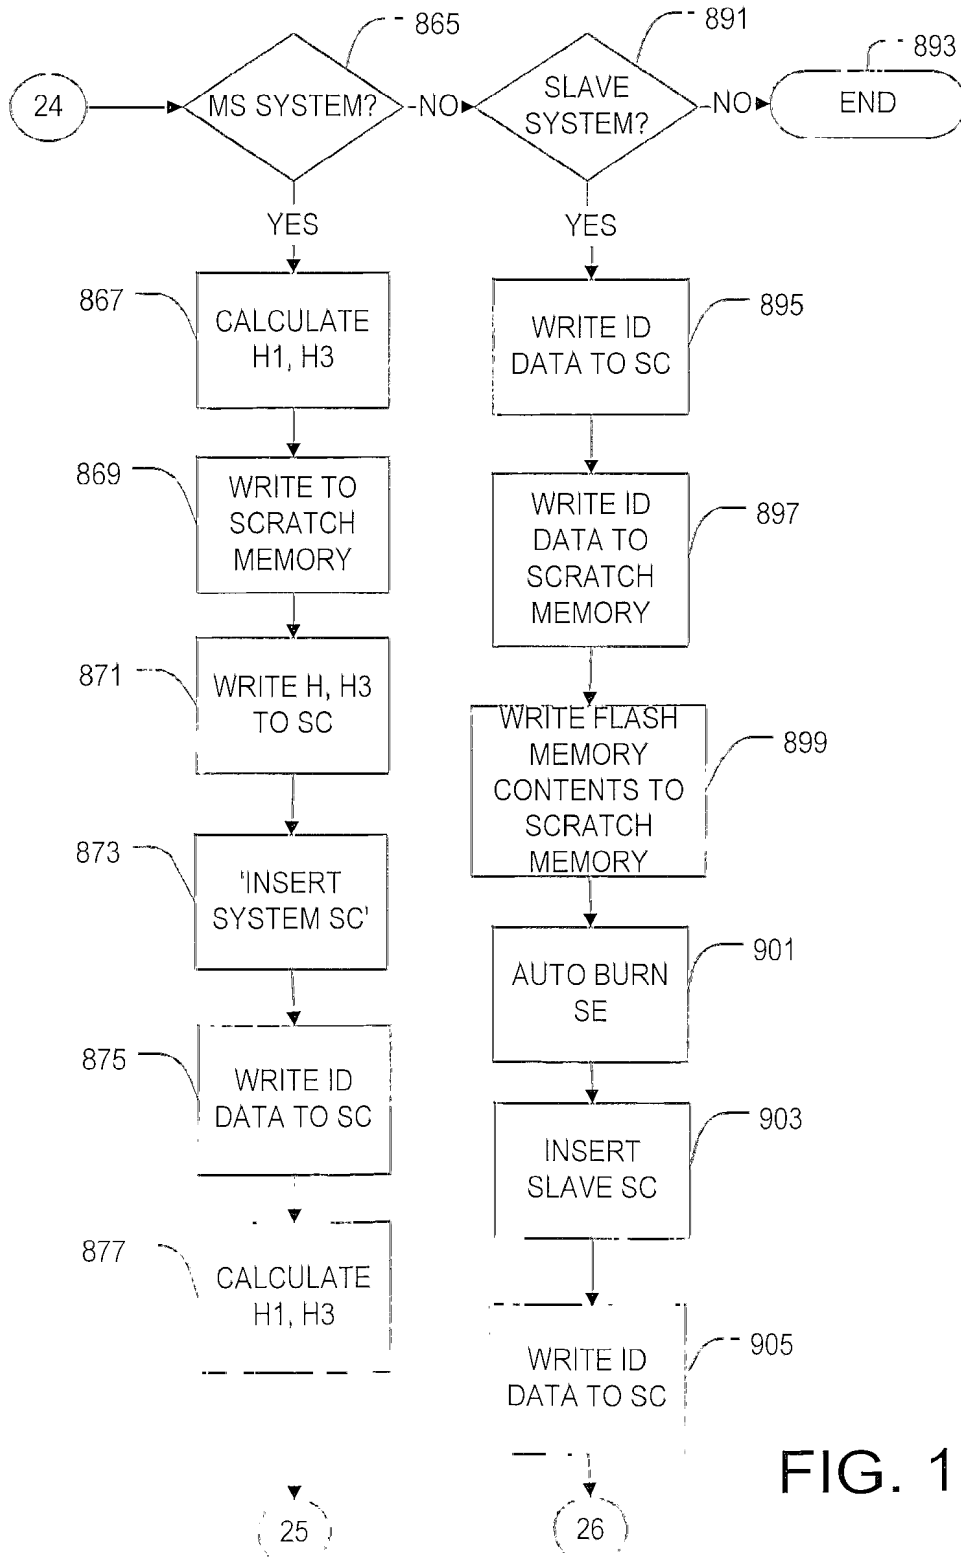 865
891
893
24
MS SYSTEM?
NO
SLAVE
SYSTEM?
NO
END
YES
YES
867
CALCULATE
H1, H3
895
WRITE ID
DATA TO SC
869
WRITE TO
SCRATCH
MEMORY
897
WRITE ID
DATA TO
SCRATCH
MEMORY
871
WRITE H, H3
TO SC
899
WRITE FLASH
MEMORY
CONTENTS TO
SCRATCH
MEMORY
873
'INSERT
SYSTEM SC'
901
AUTO BURN
SE
875
WRITE ID
DATA TO SC
903
INSERT
SLAVE SC
877
CALCULATE
H1, H3
905
WRITE ID
DATA TO SC
FIG. 1
25
26